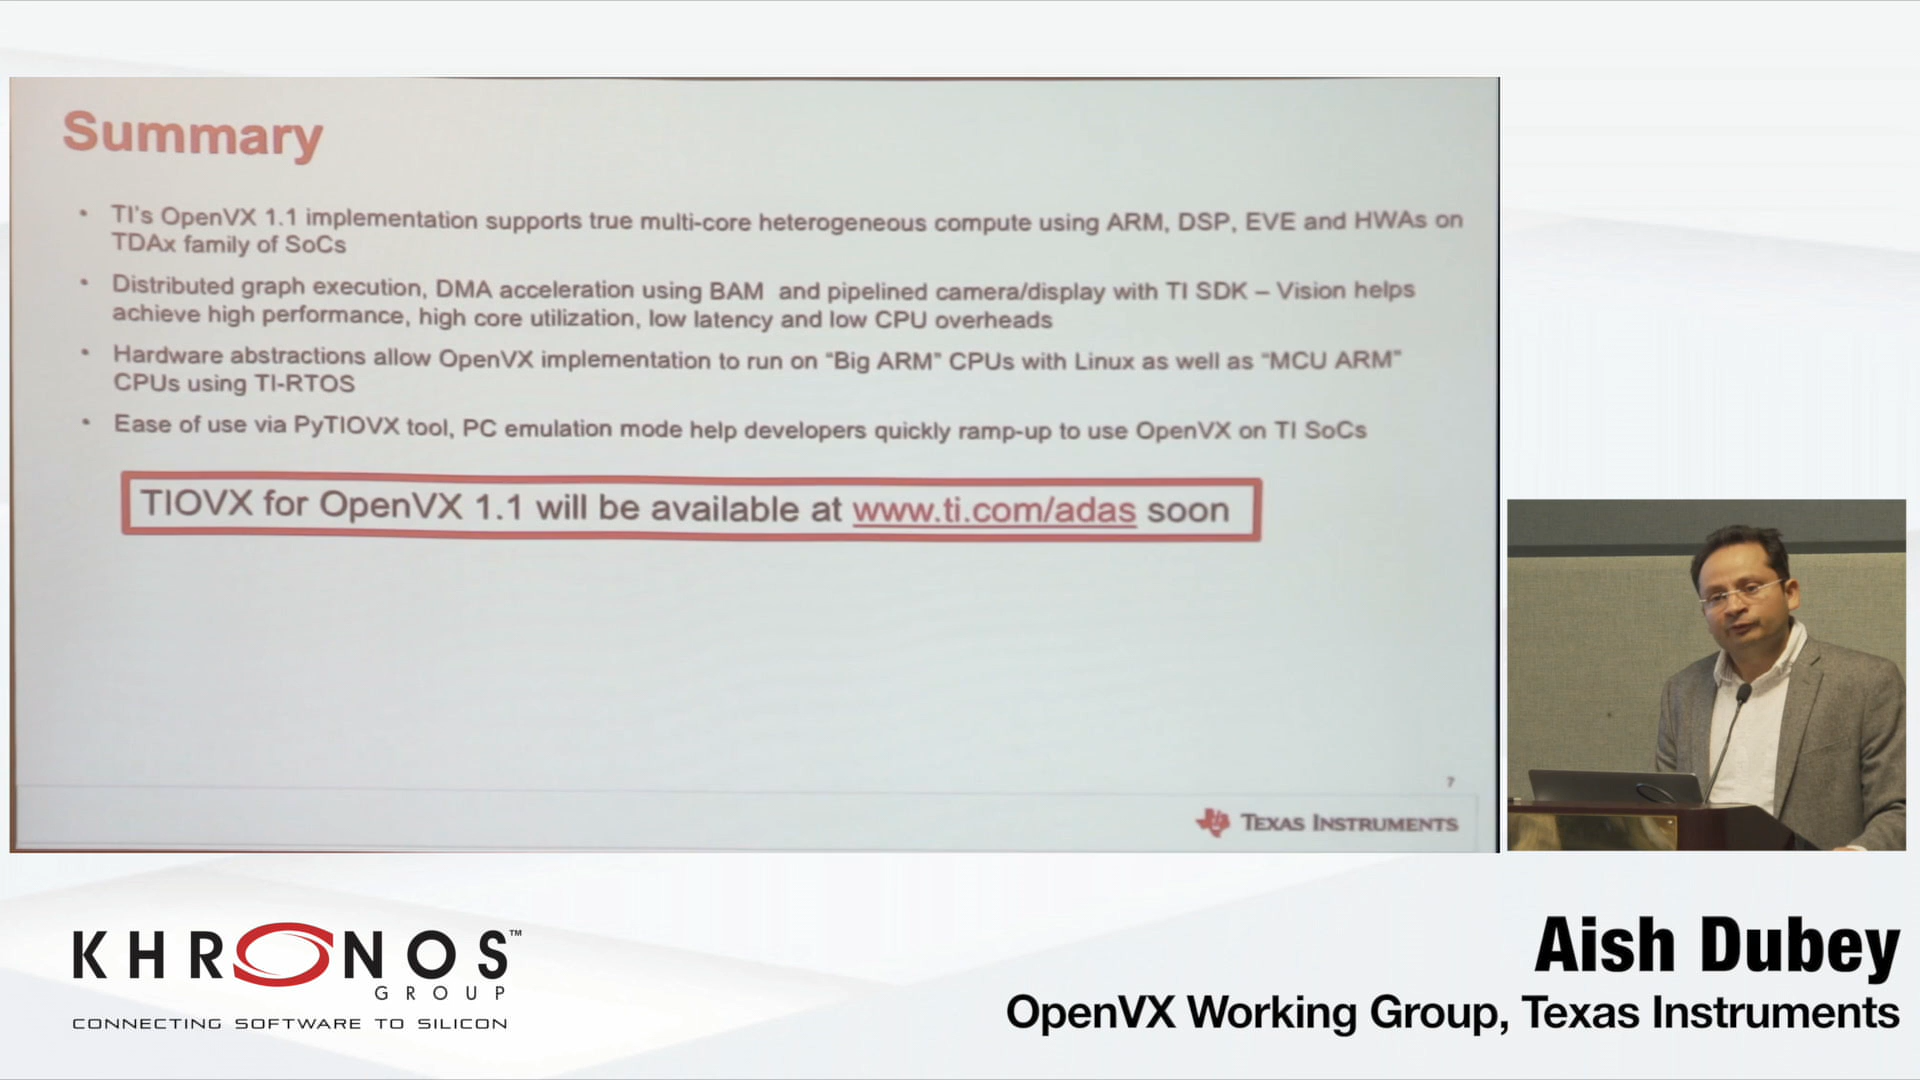 Summary
• TI's OpenVX 1.1 implementation supports true multi-core heterogeneous compute using ARM, DSP, EVE and HWAs on
TDAx family of SoCs
• Distributed graph execution, DMA acceleration using BAM and pipelined camera/display with TI SDK – Vision helps
achieve high performance, high core utilization, low latency and low CPU overheads
• Hardware abstractions allow OpenVX implementation to run on “Big ARM” CPUs with Linux as well as “MCU ARM”
CPUs using TI-RTOS
• Ease of use via PyTIOVX tool, PC emulation mode help developers quickly ramp-up to use OpenVX on TI SoCs
TIOVX for OpenVX 1.1 will be available at www.ti.com/adas soon
7
TEXAS INSTRUMENTS
KHRONOS™
GROUP
CONNECTING SOFTWARE TO SILICON
Aish Dubey
OpenVX Working Group, Texas Instruments